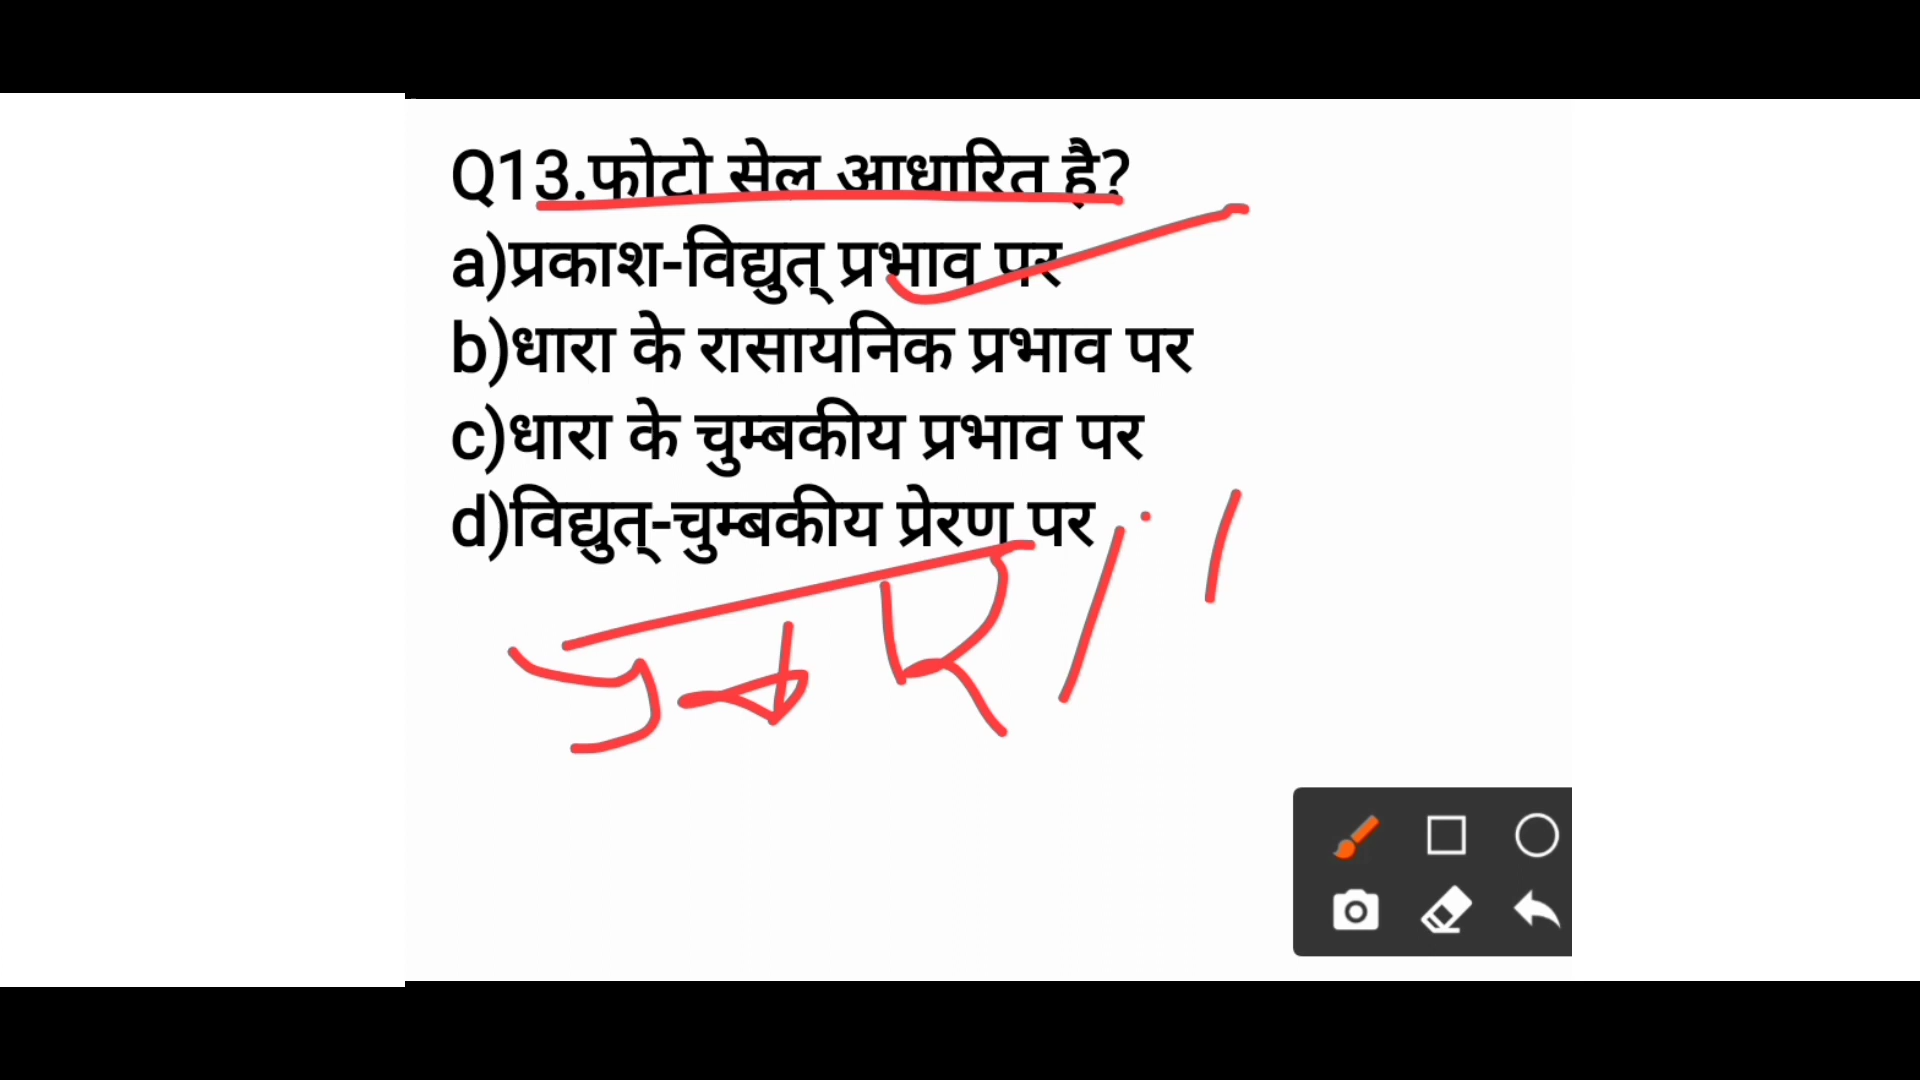 Q13.फोटो सेल आधारित है?
a)प्रकाश-विद्युत् प्रभाव पर
b)धारा के रासायनिक प्रभाव पर
c)धारा के चुम्बकीय प्रभाव पर
d)विद्युत्-चुम्बकीय प्रेरण पर